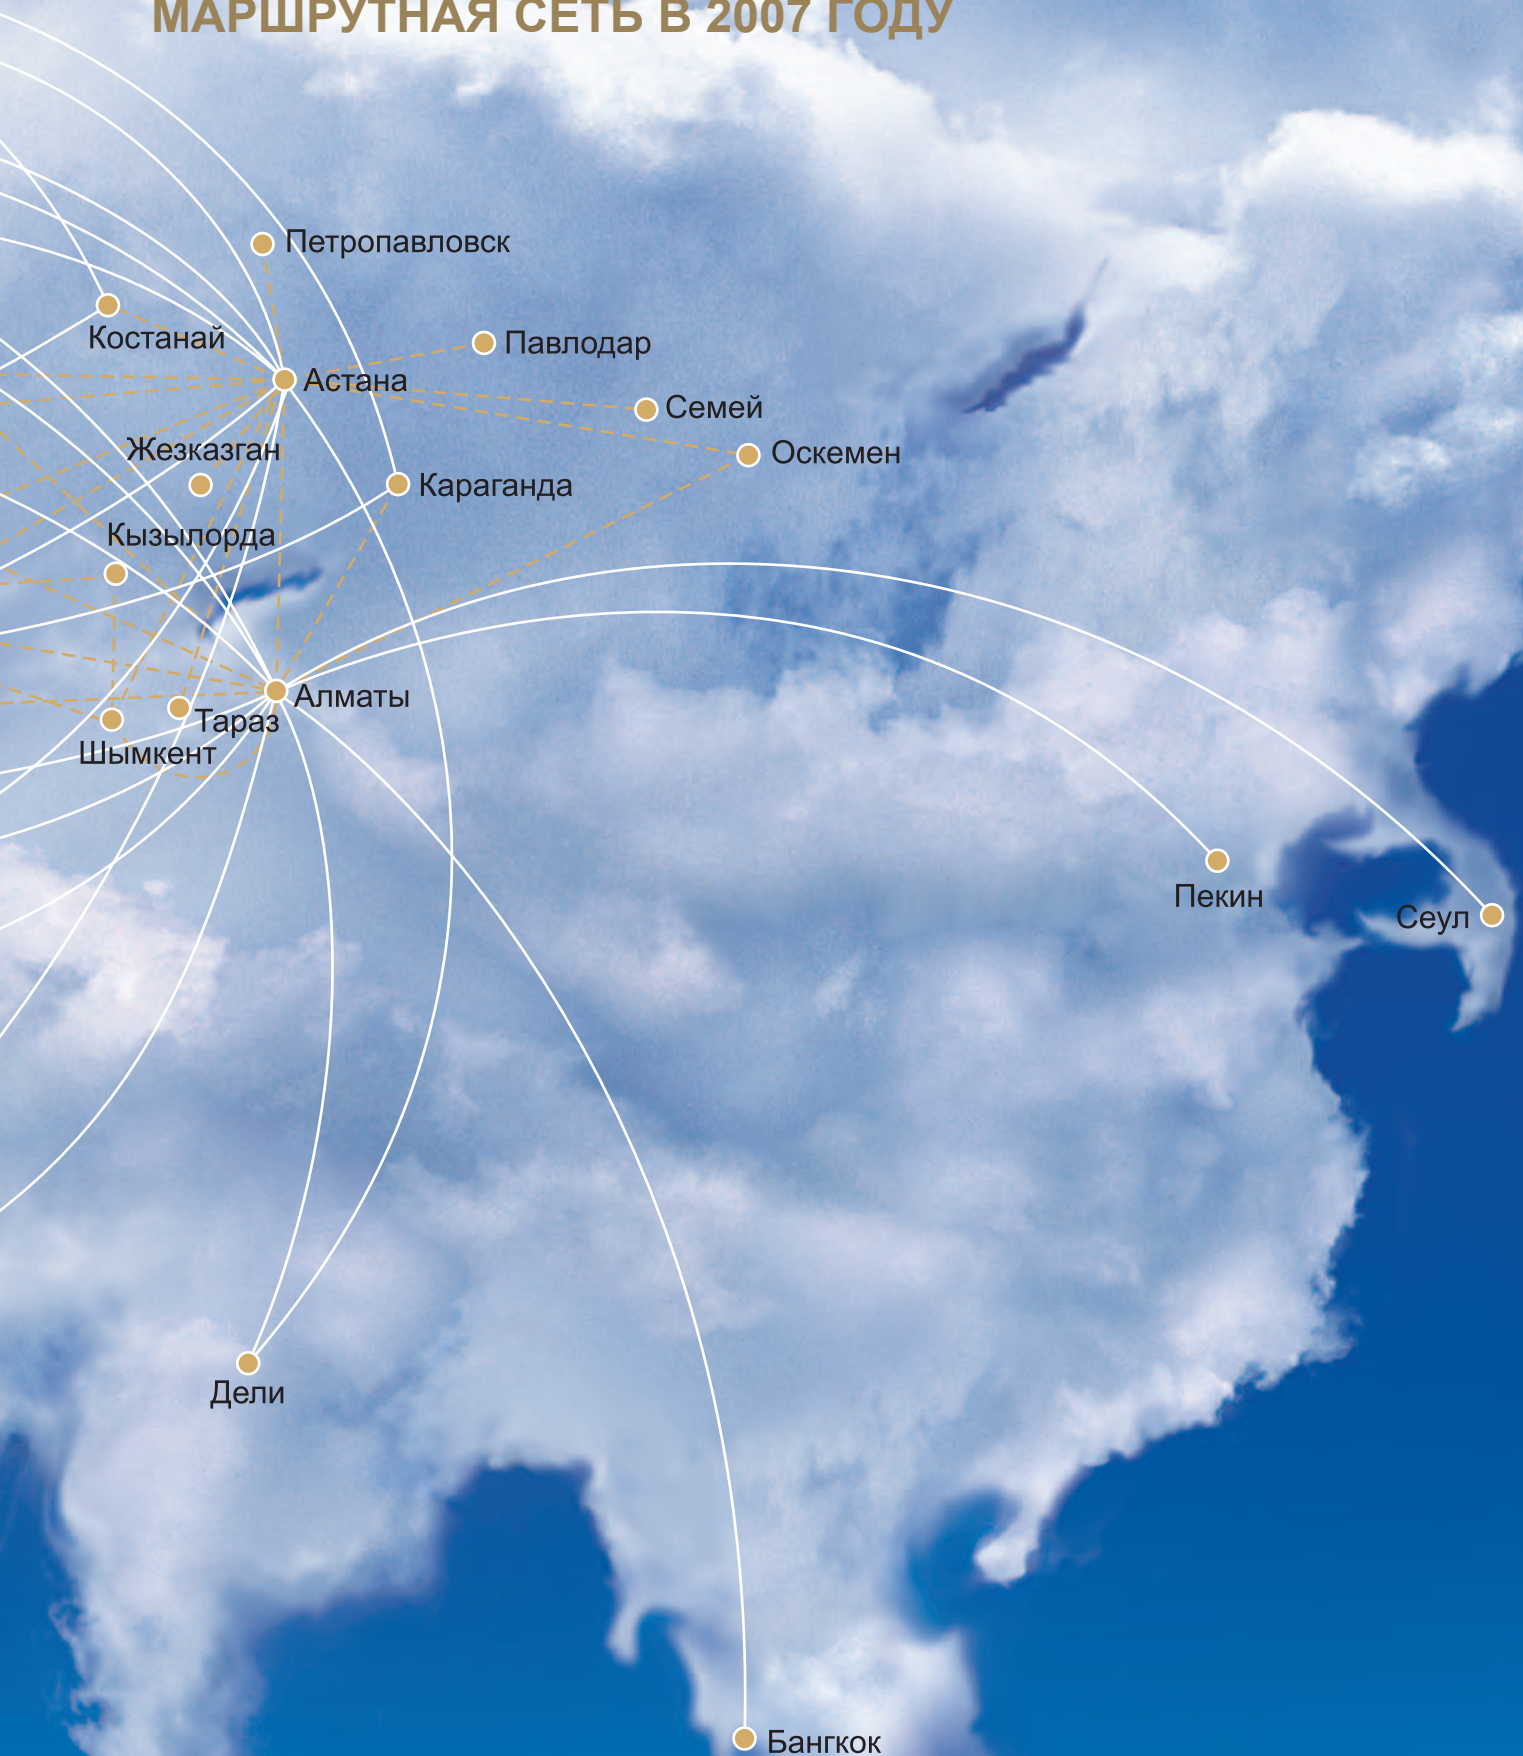 МАРШРУТНАЯ СЕТЬ В 2007 ГОДУ
Петропавловск
Костанай
Павлодар
Астана
Семей
Жезказган
Оскемен
Караганда
Кызылорда
Алматы
Тараз
Шымкент
Пекин
Сеул
Дели
Бангкок